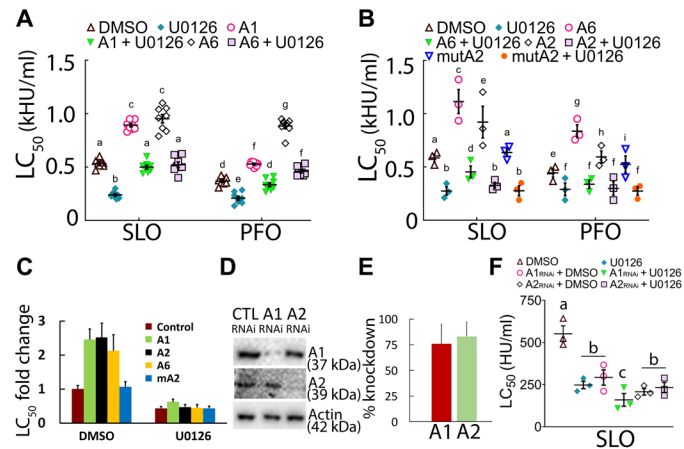 A
DMSO U0126 A1
A1 + U0126 A6 A6 + U0126
LC50 (kHU/ml)
1.5
1.0
0.5
0
a b c a c a
d e f d g f
SLO PFO
B
DMSO U0126 A6
A6 + U0126 A2 A2 + U0126
mutA2 mutA2 + U0126
LC50 (kHU/ml)
1.5
1.0
0.5
0
a b c d e b a b
e f g f h f i f
SLO PFO
C
LC50 fold change
3
2
1
0
Control
A1
A2
A6
mA2
DMSO U0126
D
CTL A1 A2
RNAi RNAi RNAi
A1
(37 kDa)
A2
(39 kDa)
Actin
(42 kDa)
E
% knockdown
100
50
0
A1 A2
F
DMSO U0126
A1RNAi + DMSO A1RNAi + U0126
A2RNAi + DMSO A2RNAi + U0126
LC50 (HU/ml)
750
500
250
0
a b c b
SLO